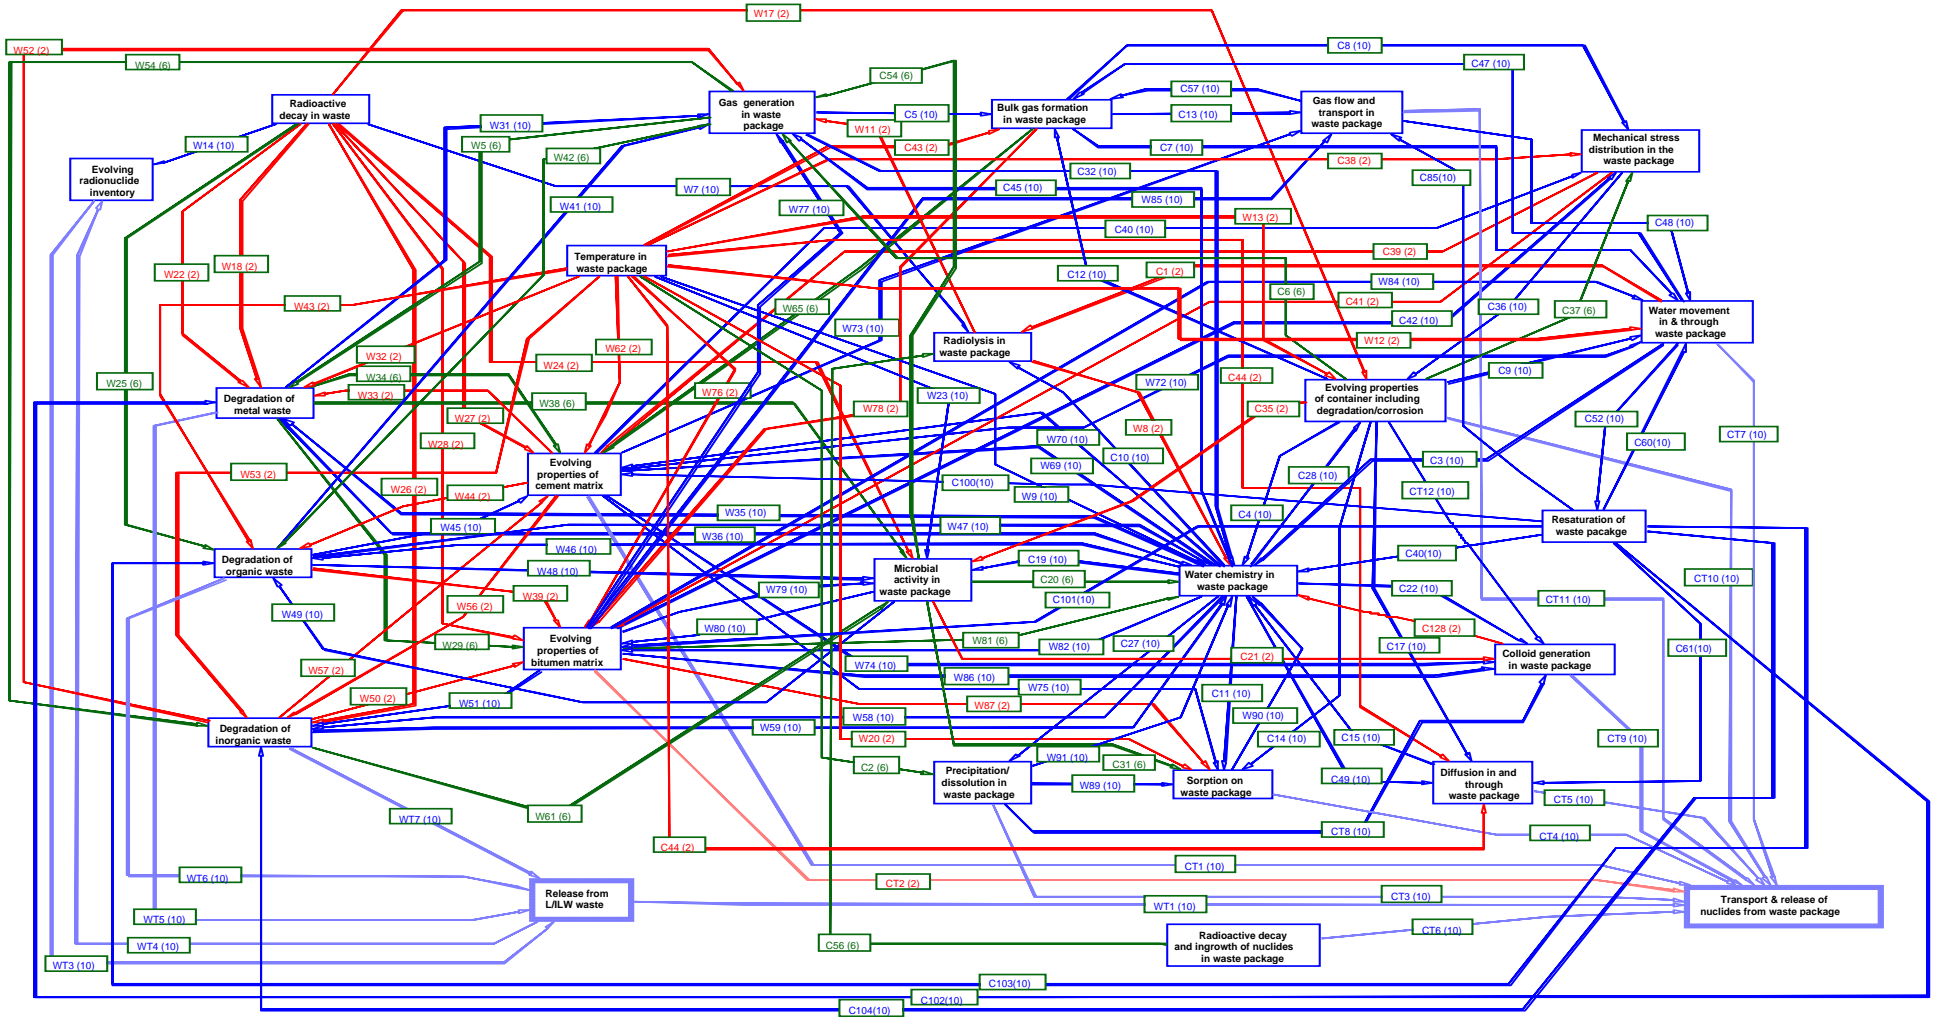 W17 (2)
W52 (2)
C8 (10)
C47 (10)
W54 (6)
C54 (6)
C57 (10)
Radioactive
decay in waste
Gas generation
in waste
package
Bulk gas formation
in waste package
Gas flow and
transport in
waste package
C5 (10)
C13 (10)
W31 (10)
W11 (2)
W14 (10)
W5 (6)
C43 (2)
C7 (10)
Mechanical stress
distribution in the
waste package
W42 (6)
C38 (2)
Evolving
radionuclide
inventory
C32 (10)
C85(10)
W7 (10)
C45 (10)
W85 (10)
W41 (10)
W77 (10)
W13 (2)
C48 (10)
C40 (10)
C39 (2)
Temperature in
waste package
W22 (2)
W18 (2)
C12 (10)
C1 (2)
W84 (10)
C6 (6)
W43 (2)
W65 (6)
C41 (2)
C36 (10)
C37 (6)
Water movement
in & through
waste package
W73 (10)
C42 (10)
Radiolysis in
waste package
W12 (2)
W32 (2)
W62 (2)
W24 (2)
C9 (10)
W25 (6)
W34 (6)
W33 (2)
W76 (2)
W72 (10)
C44 (2)
Evolving properties
of container including
degradation/corrosion
Degradation of
metal waste
W38 (6)
W78 (2)
W23 (10)
C35 (2)
W27 (2)
W28 (2)
W8 (2)
C52 (10)
C60(10)
CT7 (10)
W70 (10)
C10 (10)
W69 (10)
C3 (10)
Evolving
properties of
cement matrix
W53 (2)
W26 (2)
W44 (2)
C100(10)
W9 (10)
C28 (10)
CT12 (10)
W45 (10)
W35 (10)
W47 (10)
C4 (10)
Resaturation of
waste pacakge
W36 (10)
W46 (10)
C40(10)
Degradation of
organic waste
W48 (10)
Microbial
activity in
waste package
C19 (10)
C20 (6)
Water chemistry in
waste package
C22 (10)
CT10 (10)
W39 (2)
W79 (10)
C101(10)
CT11 (10)
W49 (10)
W56 (2)
W80 (10)
C128 (2)
Evolving
properties of
bitumen matrix
W29 (6)
W81 (6)
W82 (10)
C27 (10)
C17 (10)
C61(10)
W57 (2)
W74 (10)
C21 (2)
Colloid generation
in waste package
W86 (10)
W50 (2)
W51 (10)
W75 (10)
C11 (10)
W87 (2)
W58 (10)
W90 (10)
Degradation of
inorganic waste
W59 (10)
W20 (2)
C14 (10)
C15 (10)
CT9 (10)
W91 (10)
C31 (6)
C2 (6)
Precipitation/
dissolution in
waste package
W89 (10)
Sorption on
waste package
C49 (10)
Diffusion in and
through
waste package
CT5 (10)
WT7 (10)
W61 (6)
CT8 (10)
CT4 (10)
C44 (2)
CT1 (10)
WT6 (10)
CT2 (2)
Release from
L/ILW waste
CT3 (10)
WT1 (10)
Transport & release of
nuclides from waste package
WT5 (10)
CT6 (10)
WT4 (10)
C56 (6)
Radioactive decay
and ingrowth of nuclides
in waste package
WT3 (10)
C103(10)
C102(10)
C104(10)